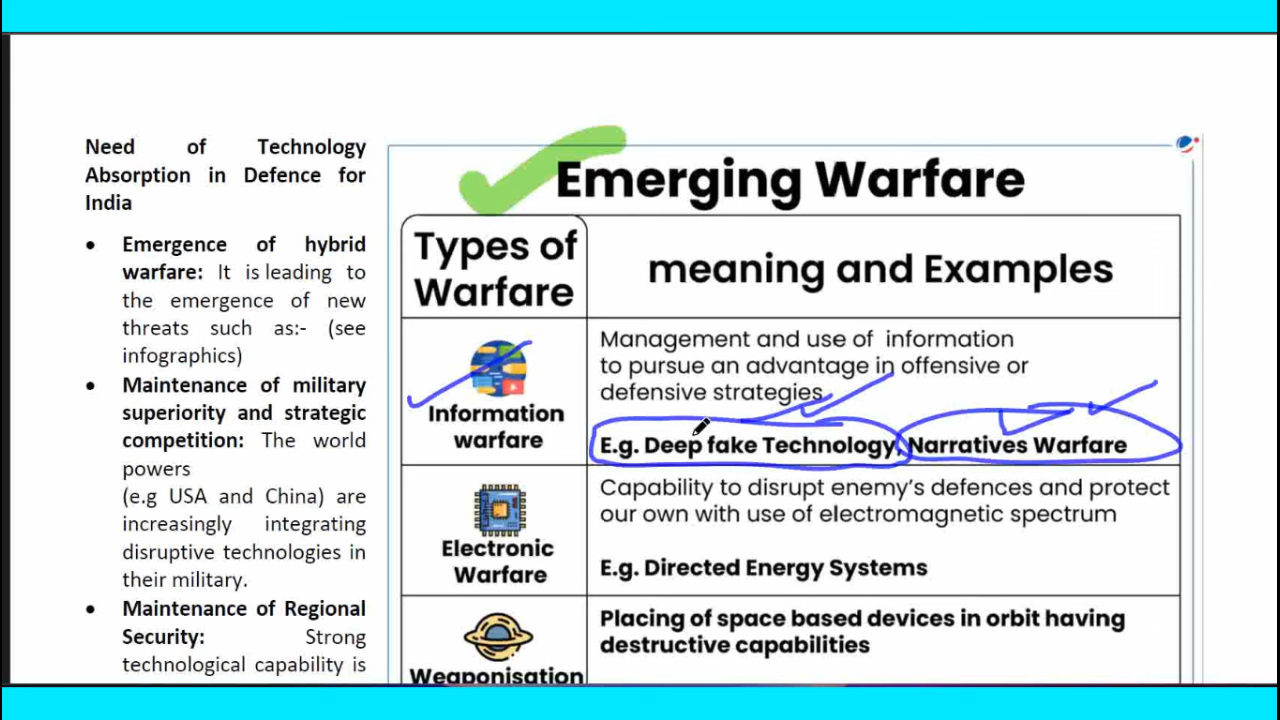 Need of Technology
Absorption in Defence for
India
• Emergence of hybrid
warfare: It is leading to
the emergence of new
threats such as:- (see
infographics)
• Maintenance of military
superiority and strategic
competition: The world
powers
(e.g USA and China) are
increasingly integrating
disruptive technologies in
their military.
• Maintenance of Regional
Security: Strong
technological capability is
Emerging Warfare
Types of
Warfare
meaning and Examples
Information
warfare
Management and use of information
to pursue an advantage in offensive or
defensive strategies
E.g. Deep fake Technology, Narratives Warfare
Electronic
Warfare
Capability to disrupt enemy's defences and protect
our own with use of electromagnetic spectrum
E.g. Directed Energy Systems
Weaponisation
Placing of space based devices in orbit having
destructive capabilities